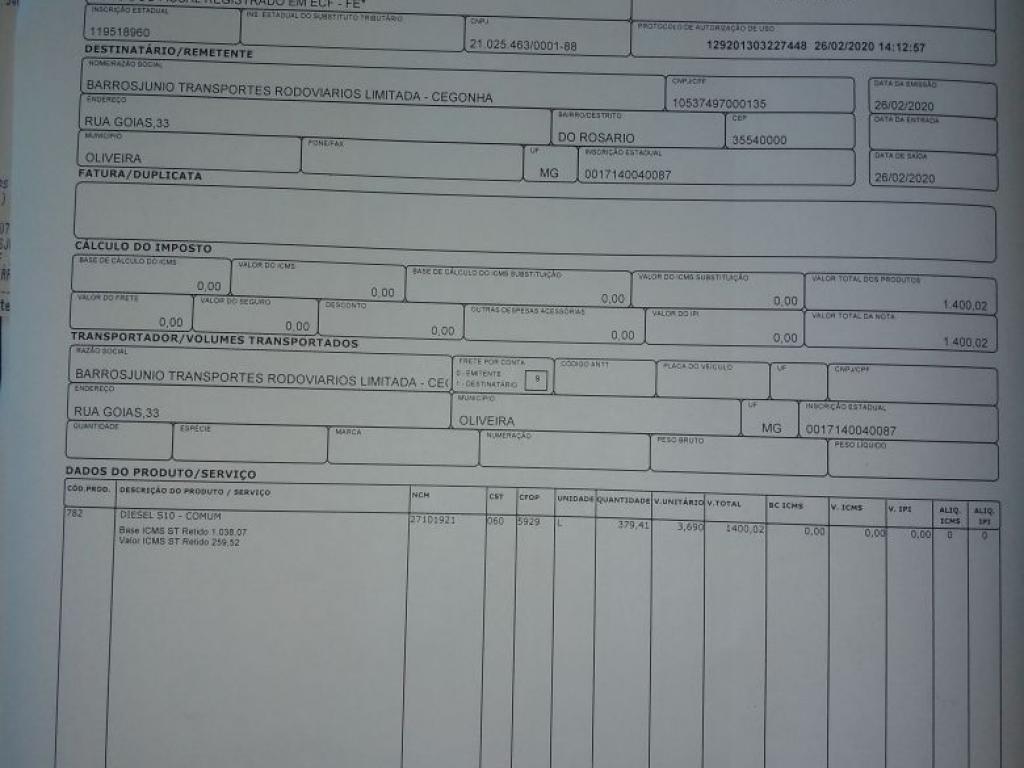 FISCAL REGISTRADO EM ECF - FE*
INSCRIÇÃO ESTADUAL INS. ESTADUAL DO SUBSTITUTO TRIBUTÁRIO CNPJ PROTOCOLO DE AUTORIZAÇÃO DE USO
119518960 21.025.463/0001-88 129201303227448 26/02/2020 14:12:57
DESTINATÁRIO/REMETENTE
NOME/RAZÃO SOCIAL CNPJ/CPF DATA DA EMISSÃO
BARROSJUNIO TRANSPORTES RODOVIARIOS LIMITADA - CEGONHA 10537497000135 26/02/2020
ENDEREÇO BAIRRO/DESTRITO CEP DATA DA ENTRADA
RUA GOIAS,33 DO ROSARIO 35540000
MUNICIPIO FONE/FAX UF INSCRIÇÃO ESTADUAL DATA DE SAÍDA
OLIVEIRA MG 0017140040087 26/02/2020
FATURA/DUPLICATA
CÁLCULO DO IMPOSTO
BASE DE CÁLCULO DO ICMS VALOR DO ICMS BASE DE CÁLCULO DO ICMS SUBSTITUIÇÃO VALOR DO ICMS SUBSTITUIÇÃO VALOR TOTAL DOS PRODUTOS
0,00 0,00 0,00 0,00 1.400,02
VALOR DO FRETE VALOR DO SEGURO DESCONTO OUTRAS DESPESAS ACESSÓRIAS VALOR DO IPI VALOR TOTAL DA NOTA
0,00 0,00 0,00 0,00 0,00 1.400,02
TRANSPORTADOR/VOLUMES TRANSPORTADOS
RAZÃO SOCIAL FRETE POR CONTA CÓDIGO ANTT PLACA DO VEÍCULO UF CNPJ/CPF
BARROSJUNIO TRANSPORTES RODOVIARIOS LIMITADA - CEG 0 - EMITENTE
1 - DESTINATÁRIO 9
ENDEREÇO MUNICIPIO UF INSCRIÇÃO ESTADUAL
RUA GOIAS,33 OLIVEIRA MG 0017140040087
QUANTIDADE ESPÉCIE MARCA NUMERAÇÃO PESO BRUTO PESO LÍQUIDO
DADOS DO PRODUTO/SERVIÇO
CÓD.PRDO. DESCRIÇÃO DO PRODUTO / SERVIÇO NCM CST CFOP UNIDADE QUANTIDADE V.UNITÁRIO V.TOTAL BC ICMS V. ICMS V. IPI ALIQ. ICMS ALIQ. IPI
782 DIESEL S10 - COMUM 27101921 060 5929 L 379,41 3,690 1400,02 0,00 0,00 0,00 0 0
Base ICMS ST Retido 1.038,07
Valor ICMS ST Retido 259,52